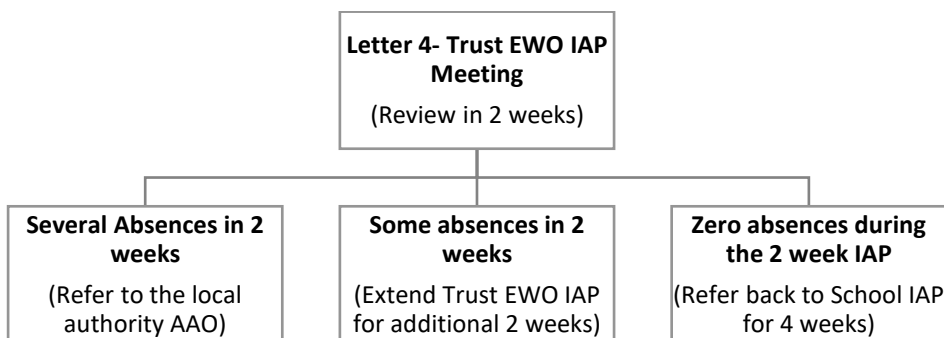 Letter 4- Trust EWO IAP
Meeting
(Review in 2 weeks)
Several Absences in 2
weeks
(Refer to the local
authority AAO)
Some absences in 2
weeks
(Extend Trust EWO IAP
for additional 2 weeks)
Zero absences during
the 2 week IAP
(Refer back to School IAP
for 4 weeks)